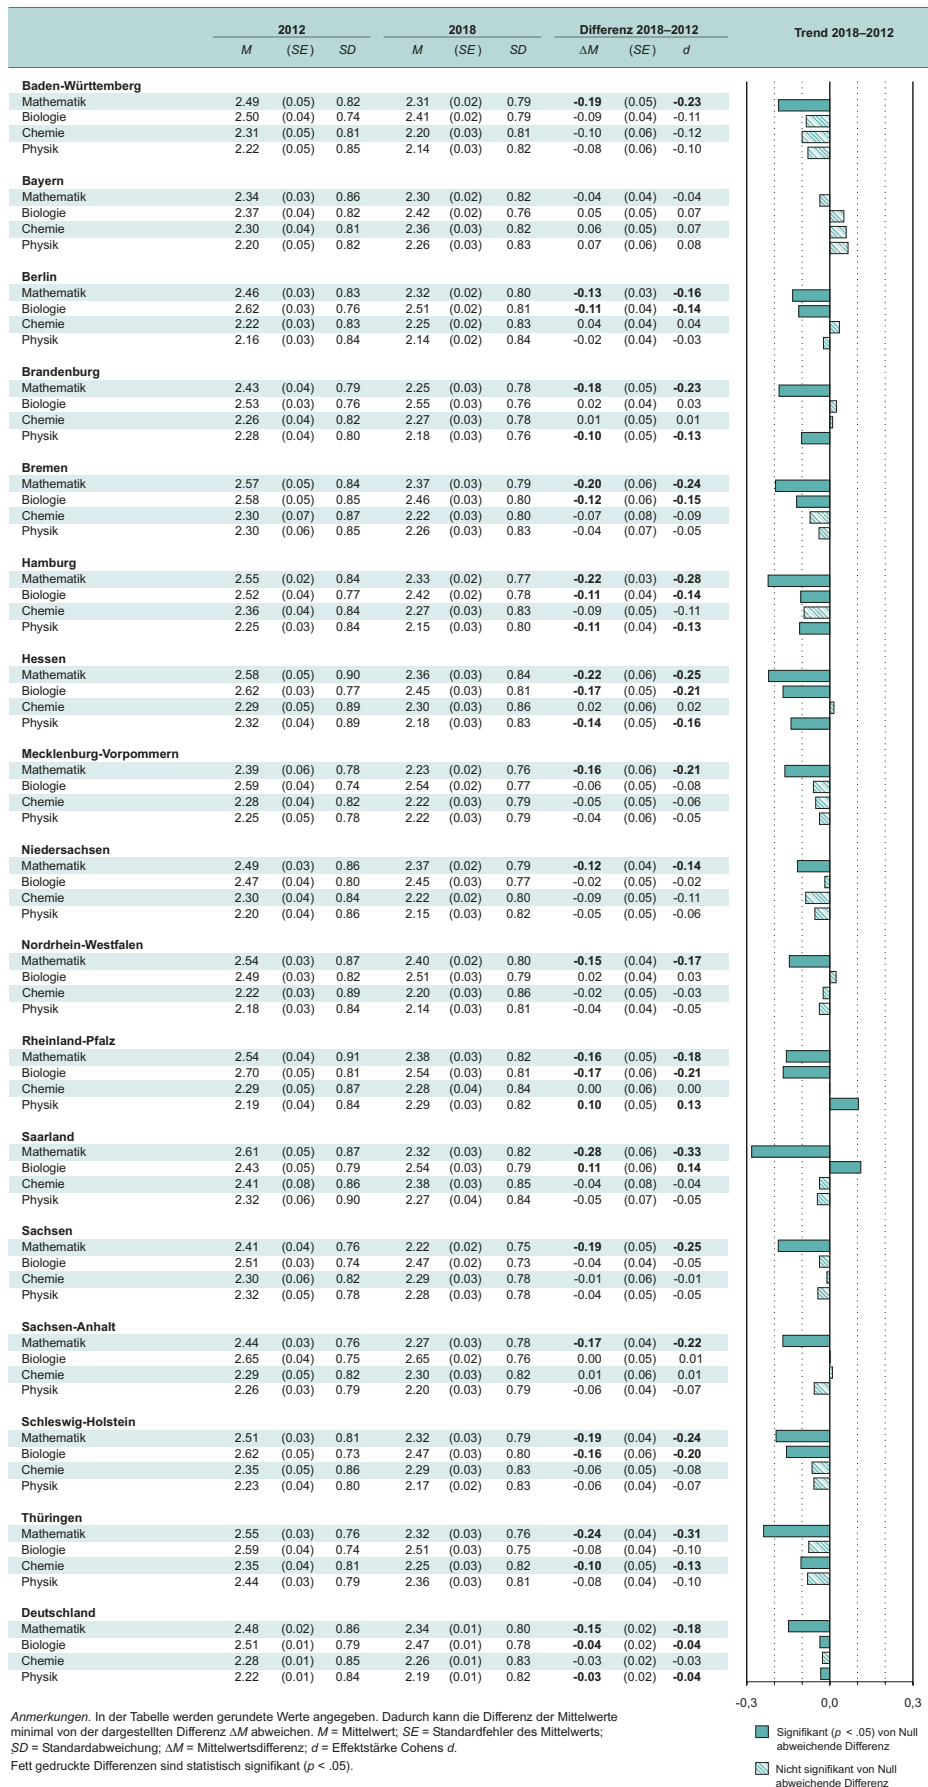 2012 2018 Differenz 2018–2012 Trend 2018–2012
M (SE) SD M (SE) SD ΔM (SE) d
Baden-Württemberg
Mathematik 2.49 (0.05) 0.82 2.31 (0.02) 0.79 -0.19 (0.05) -0.23
Biologie 2.50 (0.04) 0.74 2.41 (0.02) 0.79 -0.09 (0.04) -0.11
Chemie 2.31 (0.05) 0.81 2.20 (0.03) 0.81 -0.10 (0.06) -0.12
Physik 2.22 (0.05) 0.85 2.14 (0.03) 0.82 -0.08 (0.06) -0.10
Bayern
Mathematik 2.34 (0.03) 0.86 2.30 (0.02) 0.82 -0.04 (0.04) -0.04
Biologie 2.37 (0.04) 0.82 2.42 (0.02) 0.76 0.05 (0.05) 0.07
Chemie 2.30 (0.04) 0.81 2.36 (0.03) 0.82 0.06 (0.05) 0.07
Physik 2.20 (0.05) 0.82 2.26 (0.03) 0.83 0.07 (0.06) 0.08
Berlin
Mathematik 2.46 (0.03) 0.83 2.32 (0.02) 0.80 -0.13 (0.03) -0.16
Biologie 2.62 (0.03) 0.76 2.51 (0.02) 0.81 -0.11 (0.04) -0.14
Chemie 2.22 (0.03) 0.83 2.25 (0.02) 0.83 0.04 (0.04) 0.04
Physik 2.16 (0.03) 0.84 2.14 (0.02) 0.84 -0.02 (0.04) -0.03
Brandenburg
Mathematik 2.43 (0.04) 0.79 2.25 (0.03) 0.78 -0.18 (0.05) -0.23
Biologie 2.53 (0.03) 0.76 2.55 (0.03) 0.76 0.02 (0.04) 0.03
Chemie 2.26 (0.04) 0.82 2.27 (0.03) 0.78 0.01 (0.05) 0.01
Physik 2.28 (0.04) 0.80 2.18 (0.03) 0.76 -0.10 (0.05) -0.13
Bremen
Mathematik 2.57 (0.05) 0.84 2.37 (0.03) 0.79 -0.20 (0.06) -0.24
Biologie 2.58 (0.05) 0.85 2.46 (0.03) 0.80 -0.12 (0.06) -0.15
Chemie 2.30 (0.07) 0.87 2.22 (0.03) 0.80 -0.07 (0.08) -0.09
Physik 2.30 (0.06) 0.85 2.26 (0.03) 0.83 -0.04 (0.07) -0.05
Hamburg
Mathematik 2.55 (0.02) 0.84 2.33 (0.02) 0.77 -0.22 (0.03) -0.28
Biologie 2.52 (0.04) 0.77 2.42 (0.02) 0.78 -0.11 (0.04) -0.14
Chemie 2.36 (0.04) 0.84 2.27 (0.03) 0.83 -0.09 (0.05) -0.11
Physik 2.25 (0.03) 0.84 2.15 (0.03) 0.80 -0.11 (0.04) -0.13
Hessen
Mathematik 2.58 (0.05) 0.90 2.36 (0.03) 0.84 -0.22 (0.06) -0.25
Biologie 2.62 (0.03) 0.77 2.45 (0.03) 0.81 -0.17 (0.05) -0.21
Chemie 2.29 (0.05) 0.89 2.30 (0.03) 0.86 0.02 (0.06) 0.02
Physik 2.32 (0.04) 0.89 2.18 (0.03) 0.83 -0.14 (0.05) -0.16
Mecklenburg-Vorpommern
Mathematik 2.39 (0.06) 0.78 2.23 (0.02) 0.76 -0.16 (0.06) -0.21
Biologie 2.59 (0.04) 0.74 2.54 (0.02) 0.77 -0.06 (0.05) -0.08
Chemie 2.28 (0.04) 0.82 2.22 (0.03) 0.79 -0.05 (0.05) -0.06
Physik 2.25 (0.05) 0.78 2.22 (0.03) 0.79 -0.04 (0.06) -0.05
Niedersachsen
Mathematik 2.49 (0.03) 0.86 2.37 (0.02) 0.79 -0.12 (0.04) -0.14
Biologie 2.47 (0.04) 0.80 2.45 (0.03) 0.77 -0.02 (0.05) -0.02
Chemie 2.30 (0.04) 0.84 2.22 (0.02) 0.80 -0.09 (0.05) -0.11
Physik 2.20 (0.04) 0.86 2.15 (0.03) 0.82 -0.05 (0.05) -0.06
Nordrhein-Westfalen
Mathematik 2.54 (0.03) 0.87 2.40 (0.02) 0.80 -0.15 (0.04) -0.17
Biologie 2.49 (0.03) 0.82 2.51 (0.03) 0.79 0.02 (0.04) 0.03
Chemie 2.22 (0.03) 0.89 2.20 (0.03) 0.86 -0.02 (0.05) -0.03
Physik 2.18 (0.03) 0.84 2.14 (0.03) 0.81 -0.04 (0.04) -0.05
Rheinland-Pfalz
Mathematik 2.54 (0.04) 0.91 2.38 (0.03) 0.82 -0.16 (0.05) -0.18
Biologie 2.70 (0.05) 0.81 2.54 (0.03) 0.81 -0.17 (0.06) -0.21
Chemie 2.29 (0.05) 0.87 2.28 (0.04) 0.84 0.00 (0.06) 0.00
Physik 2.19 (0.04) 0.84 2.29 (0.03) 0.82 0.10 (0.05) 0.13
Saarland
Mathematik 2.61 (0.05) 0.87 2.32 (0.03) 0.82 -0.28 (0.06) -0.33
Biologie 2.43 (0.05) 0.79 2.54 (0.03) 0.79 0.11 (0.06) 0.14
Chemie 2.41 (0.08) 0.86 2.38 (0.03) 0.85 -0.04 (0.08) -0.04
Physik 2.32 (0.06) 0.90 2.27 (0.04) 0.84 -0.05 (0.07) -0.05
Sachsen
Mathematik 2.41 (0.04) 0.76 2.22 (0.02) 0.75 -0.19 (0.05) -0.25
Biologie 2.51 (0.03) 0.74 2.47 (0.02) 0.73 -0.04 (0.04) -0.05
Chemie 2.30 (0.06) 0.82 2.29 (0.03) 0.78 -0.01 (0.06) -0.01
Physik 2.32 (0.05) 0.78 2.28 (0.03) 0.78 -0.04 (0.05) -0.05
Sachsen-Anhalt
Mathematik 2.44 (0.03) 0.76 2.27 (0.03) 0.78 -0.17 (0.04) -0.22
Biologie 2.65 (0.04) 0.75 2.65 (0.02) 0.76 0.00 (0.05) 0.01
Chemie 2.29 (0.05) 0.82 2.30 (0.03) 0.82 0.01 (0.06) 0.01
Physik 2.26 (0.03) 0.79 2.20 (0.03) 0.79 -0.06 (0.04) -0.07
Schleswig-Holstein
Mathematik 2.51 (0.03) 0.81 2.32 (0.03) 0.79 -0.19 (0.04) -0.24
Biologie 2.62 (0.05) 0.73 2.47 (0.03) 0.80 -0.16 (0.06) -0.20
Chemie 2.35 (0.05) 0.86 2.29 (0.03) 0.83 -0.06 (0.05) -0.08
Physik 2.23 (0.04) 0.80 2.17 (0.02) 0.83 -0.06 (0.04) -0.07
Thüringen
Mathematik 2.55 (0.03) 0.76 2.32 (0.03) 0.76 -0.24 (0.04) -0.31
Biologie 2.59 (0.04) 0.74 2.51 (0.03) 0.75 -0.08 (0.04) -0.10
Chemie 2.35 (0.04) 0.81 2.25 (0.03) 0.82 -0.10 (0.05) -0.13
Physik 2.44 (0.03) 0.79 2.36 (0.03) 0.81 -0.08 (0.04) -0.10
Deutschland
Mathematik 2.48 (0.02) 0.86 2.34 (0.01) 0.80 -0.15 (0.02) -0.18
Biologie 2.51 (0.01) 0.79 2.47 (0.01) 0.78 -0.04 (0.02) -0.04
Chemie 2.28 (0.01) 0.85 2.26 (0.01) 0.83 -0.03 (0.02) -0.03
Physik 2.22 (0.01) 0.84 2.19 (0.01) 0.82 -0.03 (0.02) -0.04
-0,3 0,0 0,3
Anmerkungen. In der Tabelle werden gerundete Werte angegeben. Dadurch kann die Differenz der Mittelwerte
minimal von der dargestellten Differenz ΔM abweichen. M = Mittelwert; SE = Standardfehler des Mittelwerts;
SD = Standardabweichung; ΔM = Mittelwertsdifferenz; d = Effektstärke Cohens d.
Fett gedruckte Differenzen sind statistisch signifikant (p < .05).
Signifikant (p < .05) von Null
abweichende Differenz
Nicht signifikant von Null
abweichende Differenz